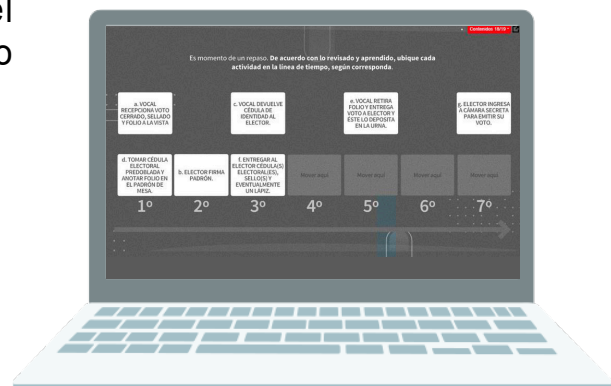 el
o
Contenidos 18/19
Es momento de un repaso. De acuerdo con lo revisado y aprendido, ubique cada
actividad en la línea de tiempo, según corresponda.
a. VOCAL
RECEPCIONA VOTO
CERRADO, SELLADO
Y FOLIO A LA VISTA
c. VOCAL DEVUELVE
CÉDULA DE
IDENTIDAD AL
ELECTOR.
e. VOCAL RETIRA
FOLIO Y ENTREGA
VOTO A ELECTOR Y
ÉSTE LO DEPOSITA
EN LA URNA.
g. ELECTOR INGRESA
A CÁMARA SECRETA
PARA EMITIR SU
VOTO.
d. TOMAR CÉDULA
ELECTORAL
PREDOBLADA Y
ANOTAR FOLIO EN
EL PADRÓN DE
MESA.
b. ELECTOR FIRMA
PADRÓN.
f. ENTREGAR AL
ELECTOR CÉDULA(S)
ELECTORAL(ES),
SELLO(S) Y
EVENTUALMENTE
UN LÁPIZ.
Mover aquí
Mover aquí
Mover aquí
Mover aquí
1º 2º 3º 4º 5º 6º 7º